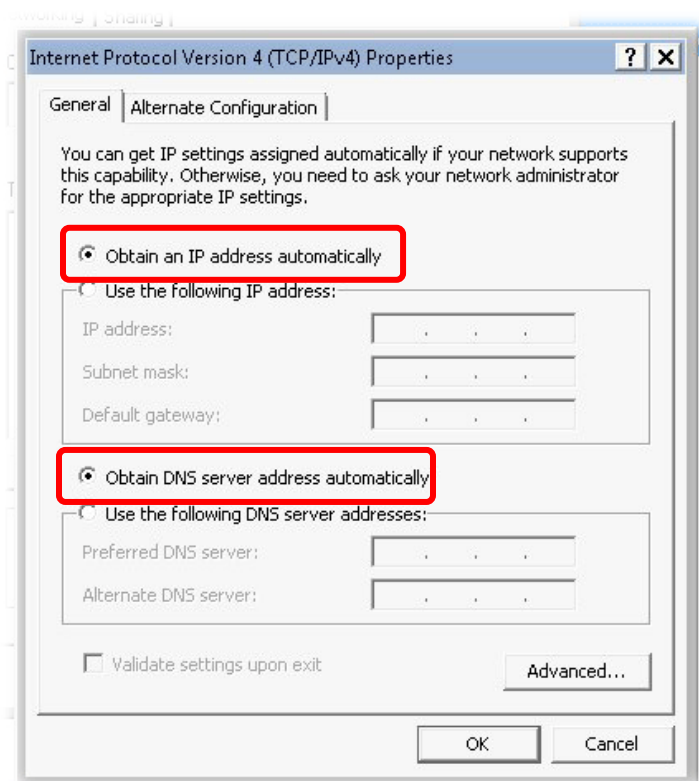 Networking Sharing
Internet Protocol Version 4 (TCP/IPv4) Properties
General
Alternate Configuration
You can get IP settings assigned automatically if your network supports
this capability. Otherwise, you need to ask your network administrator
for the appropriate IP settings.
Obtain an IP address automatically
Use the following IP address:
IP address:
Subnet mask:
Default gateway:
Obtain DNS server address automatically
Use the following DNS server addresses:
Preferred DNS server:
Alternate DNS server:
Validate settings upon exit
Advanced...
OK
Cancel